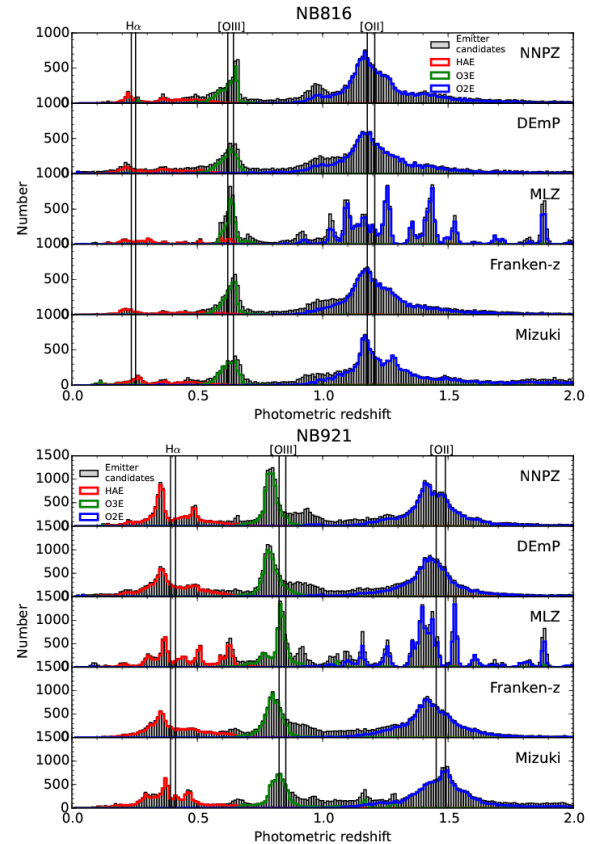 NB816
Hα [OIII] [OII]
1000
Emitter
candidates
HAE
O3E
O2E
NNPZ
500
1000
DEmP
500
1000
MLZ
500
1000
Franken-z
500
1000
Mizuki
500
0
Number
0.0 0.5 1.0 1.5 2.0
Photometric redshift
NB921
Hα [OIII] [OII]
1500
Emitter
candidates
HAE
O3E
O2E
NNPZ
1000
500
1500
DEmP
1000
500
1500
MLZ
1000
500
1500
Franken-z
1000
500
1500
Mizuki
1000
500
0
Number
0.0 0.5 1.0 1.5 2.0
Photometric redshift